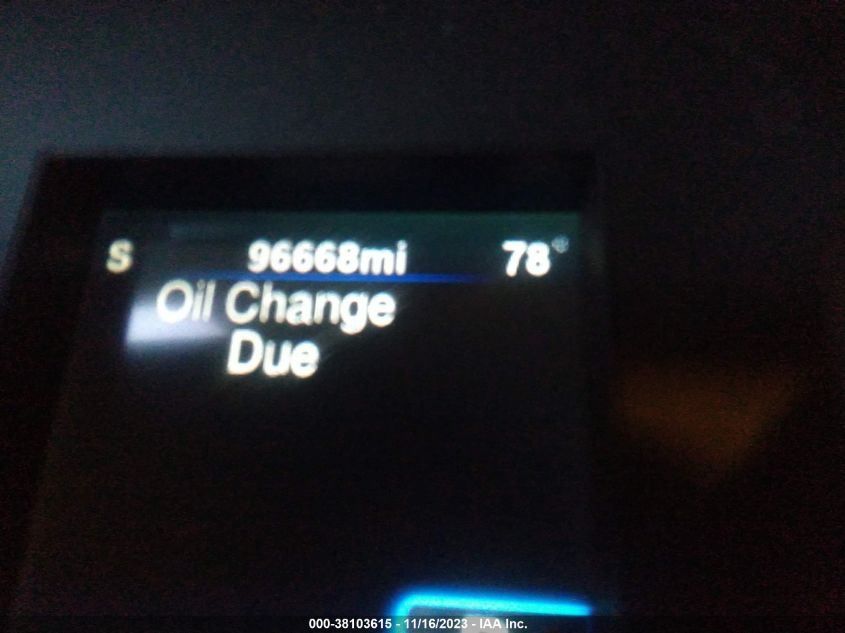 S 96668mi 78°
Oil Change
Due
000-38103615 - 11/16/2023 - IAA Inc.